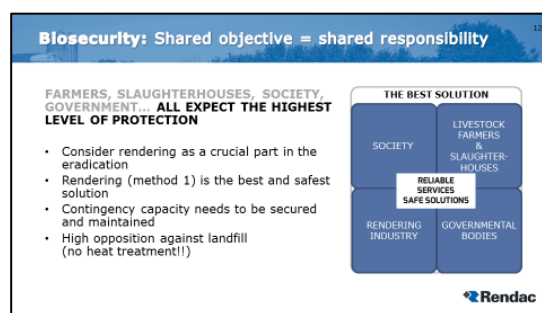 Biosecurity: Shared objective = shared responsibility
12
FARMERS, SLAUGHTERHOUSES, SOCIETY,
GOVERNMENT... ALL EXPECT THE HIGHEST
LEVEL OF PROTECTION
• Consider rendering as a crucial part in the
eradication
• Rendering (method 1) is the best and safest
solution
• Contingency capacity needs to be secured
and maintained
• High opposition against landfill
(no heat treatment!!)
THE BEST SOLUTION
SOCIETY
LIVESTOCK
FARMERS
&
SLAUGHTER-
HOUSES
RELIABLE
SERVICES
SAFE SOLUTIONS
RENDERING
INDUSTRY
GOVERNMENTAL
BODIES
Rendac